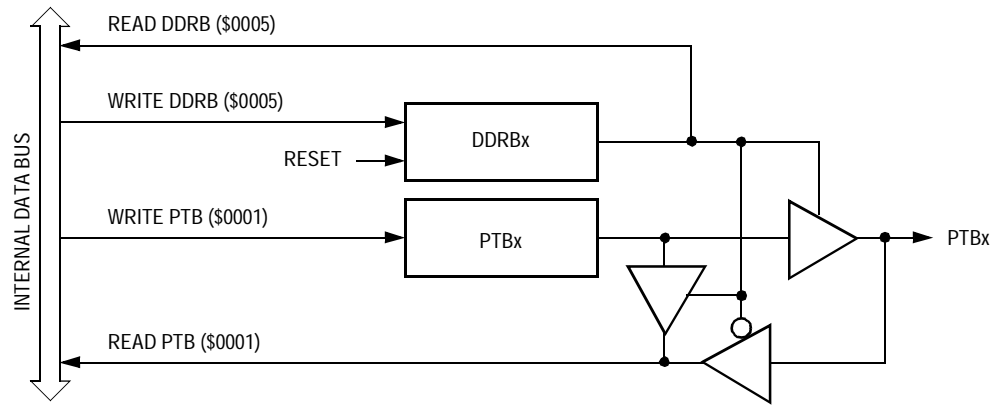 READ DDRB ($0005)
WRITE DDRB ($0005)
DDRBx
RESET
WRITE PTB ($0001)
PTBx
PTBx
READ PTB ($0001)
INTERNAL DATA BUS